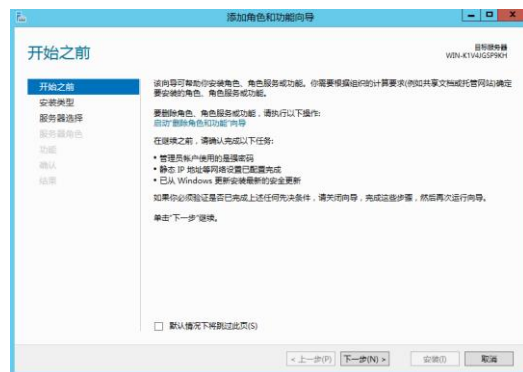 添加角色和功能向导
开始之前
目标服务器
WIN-K1V4JGSP9KH
开始之前
安装类型
服务器选择
服务器角色
功能
确认
结果
该向导可帮助你安装角色、角色服务或功能。你需要根据组织的计算要求(例如共享文档或托管网站)确定
要安装的角色、角色服务或功能。
要删除角色、角色服务或功能，请执行以下操作:
启动"删除角色和功能"向导
在继续之前，请确认完成以下任务:
• 管理员帐户使用的是强密码
• 静态 IP 地址等网络设置已配置完成
• 已从 Windows 更新安装最新的安全更新
如果你必须验证是否已完成上述任何先决条件，请关闭向导，完成这些步骤，然后再次运行向导。
单击"下一步"继续。
默认情况下将跳过此页(S)
< 上一步(P)
下一步(N) >
安装(I)
取消